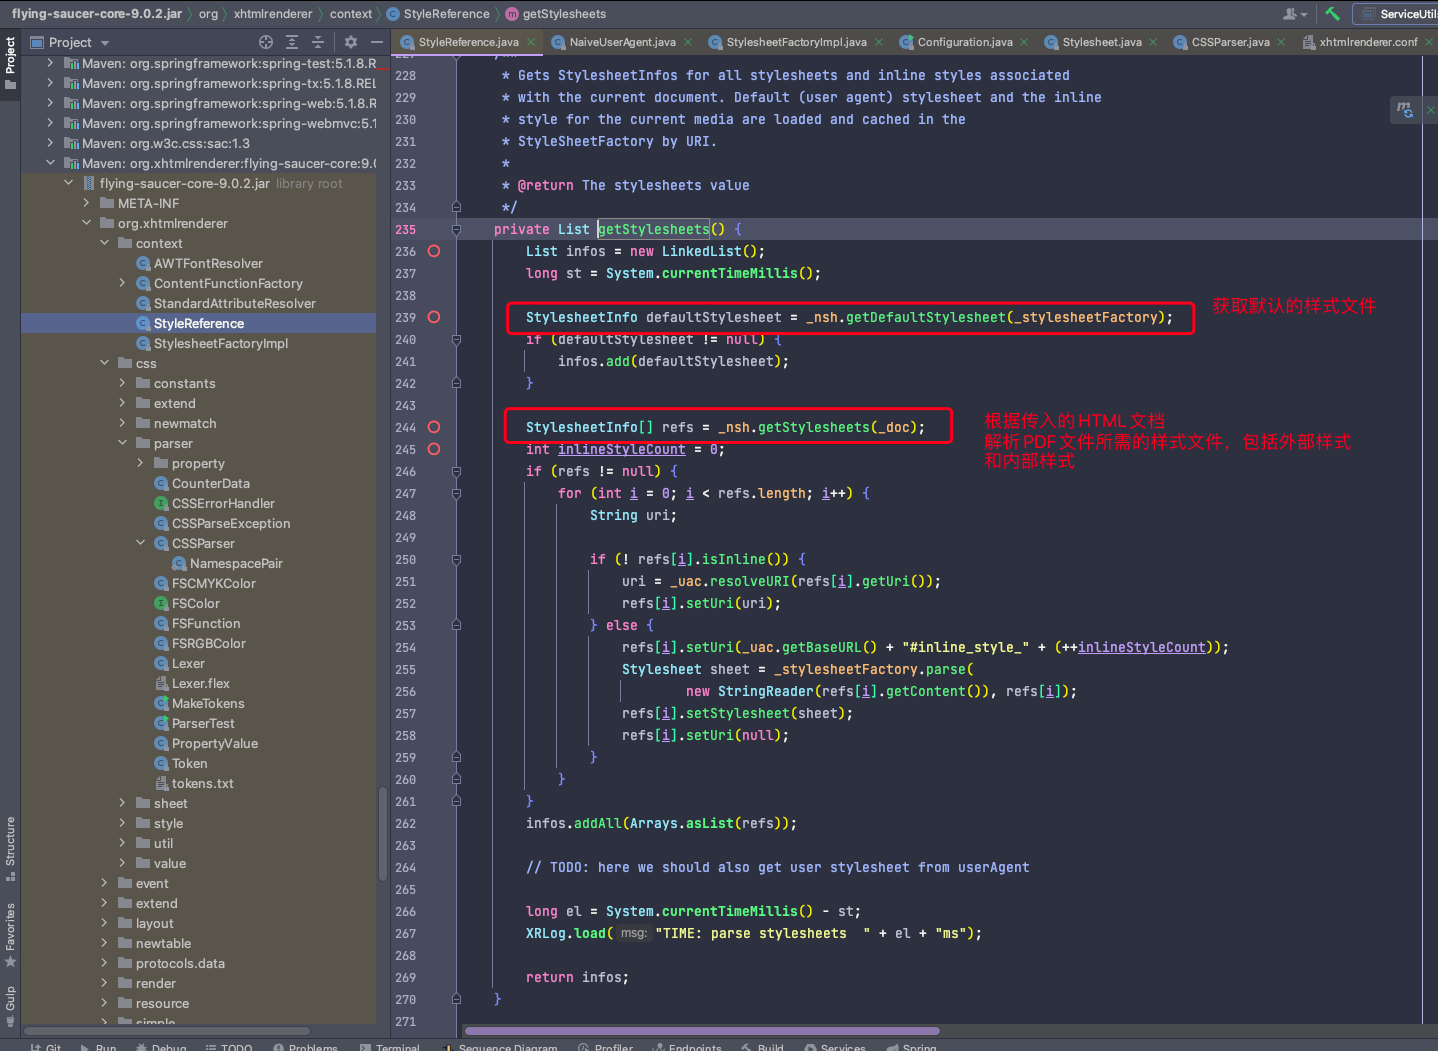 flying-saucer-core-9.0.2.jar org xhtmlrenderer context StyleReference getStylesheets ServiceUtil
Project
StyleReference.java NaiveUserAgent.java StylesheetFactoryImpl.java Configuration.java Stylesheet.java CSSParser.java xhtmlrenderer.conf
Project
Structure
Favorites
Gulp
Maven: org.springframework:spring-test:5.1.8.R
Maven: org.springframework:spring-tx:5.1.8.REL
Maven: org.springframework:spring-web:5.1.8.R
Maven: org.springframework:spring-webmvc:5.1
Maven: org.w3c.css:sac:1.3
Maven: org.xhtmlrenderer:flying-saucer-core:9.0
flying-saucer-core-9.0.2.jar library root
META-INF
org.xhtmlrenderer
context
AWTFontResolver
ContentFunctionFactory
StandardAttributeResolver
StyleReference
StylesheetFactoryImpl
css
constants
extend
newmatch
parser
property
CounterData
CSSErrorHandler
CSSParseException
CSSParser
NamespacePair
FSCMYKColor
FSColor
FSFunction
FSRGBColor
Lexer
Lexer.flex
MakeTokens
ParserTest
PropertyValue
Token
tokens.txt
sheet
style
util
value
event
extend
layout
newtable
protocols.data
render
resource
simple
227 /**
228 * Gets StylesheetInfos for all stylesheets and inline styles associated
229 * with the current document. Default (user agent) stylesheet and the inline
230 * style for the current media are loaded and cached in the
231 * StyleSheetFactory by URI.
232 *
233 * @return The stylesheets value
234 */
235 private List getStylesheets() {
236 List infos = new LinkedList();
237 long st = System.currentTimeMillis();
238
239 StylesheetInfo defaultStylesheet = _nsh.getDefaultStylesheet(_stylesheetFactory);
获取默认的样式文件
240 if (defaultStylesheet != null) {
241 infos.add(defaultStylesheet);
242 }
243
244 StylesheetInfo[] refs = _nsh.getStylesheets(_doc);
根据传入的HTML文档
解析PDF文件所需的样式文件，包括外部样式
和内部样式
245 int inlineStyleCount = 0;
246 if (refs != null) {
247 for (int i = 0; i < refs.length; i++) {
248 String uri;
249
250 if (! refs[i].isInline()) {
251 uri = _uac.resolveURI(refs[i].getUri());
252 refs[i].setUri(uri);
253 } else {
254 refs[i].setUri(_uac.getBaseURL() + "#inline_style_" + (++inlineStyleCount));
255 Stylesheet sheet = _stylesheetFactory.parse(
256 new StringReader(refs[i].getContent()), refs[i]);
257 refs[i].setStylesheet(sheet);
258 refs[i].setUri(null);
259 }
260 }
261 }
262 infos.addAll(Arrays.asList(refs));
263
264 // TODO: here we should also get user stylesheet from userAgent
265
266 long el = System.currentTimeMillis() - st;
267 XRLog.load( msg: "TIME: parse stylesheets  " + el + "ms");
268
269 return infos;
270 }
271
Git Run Debug TODO Problems Terminal Sequence Diagram Profiler Endpoints Build Services Spring